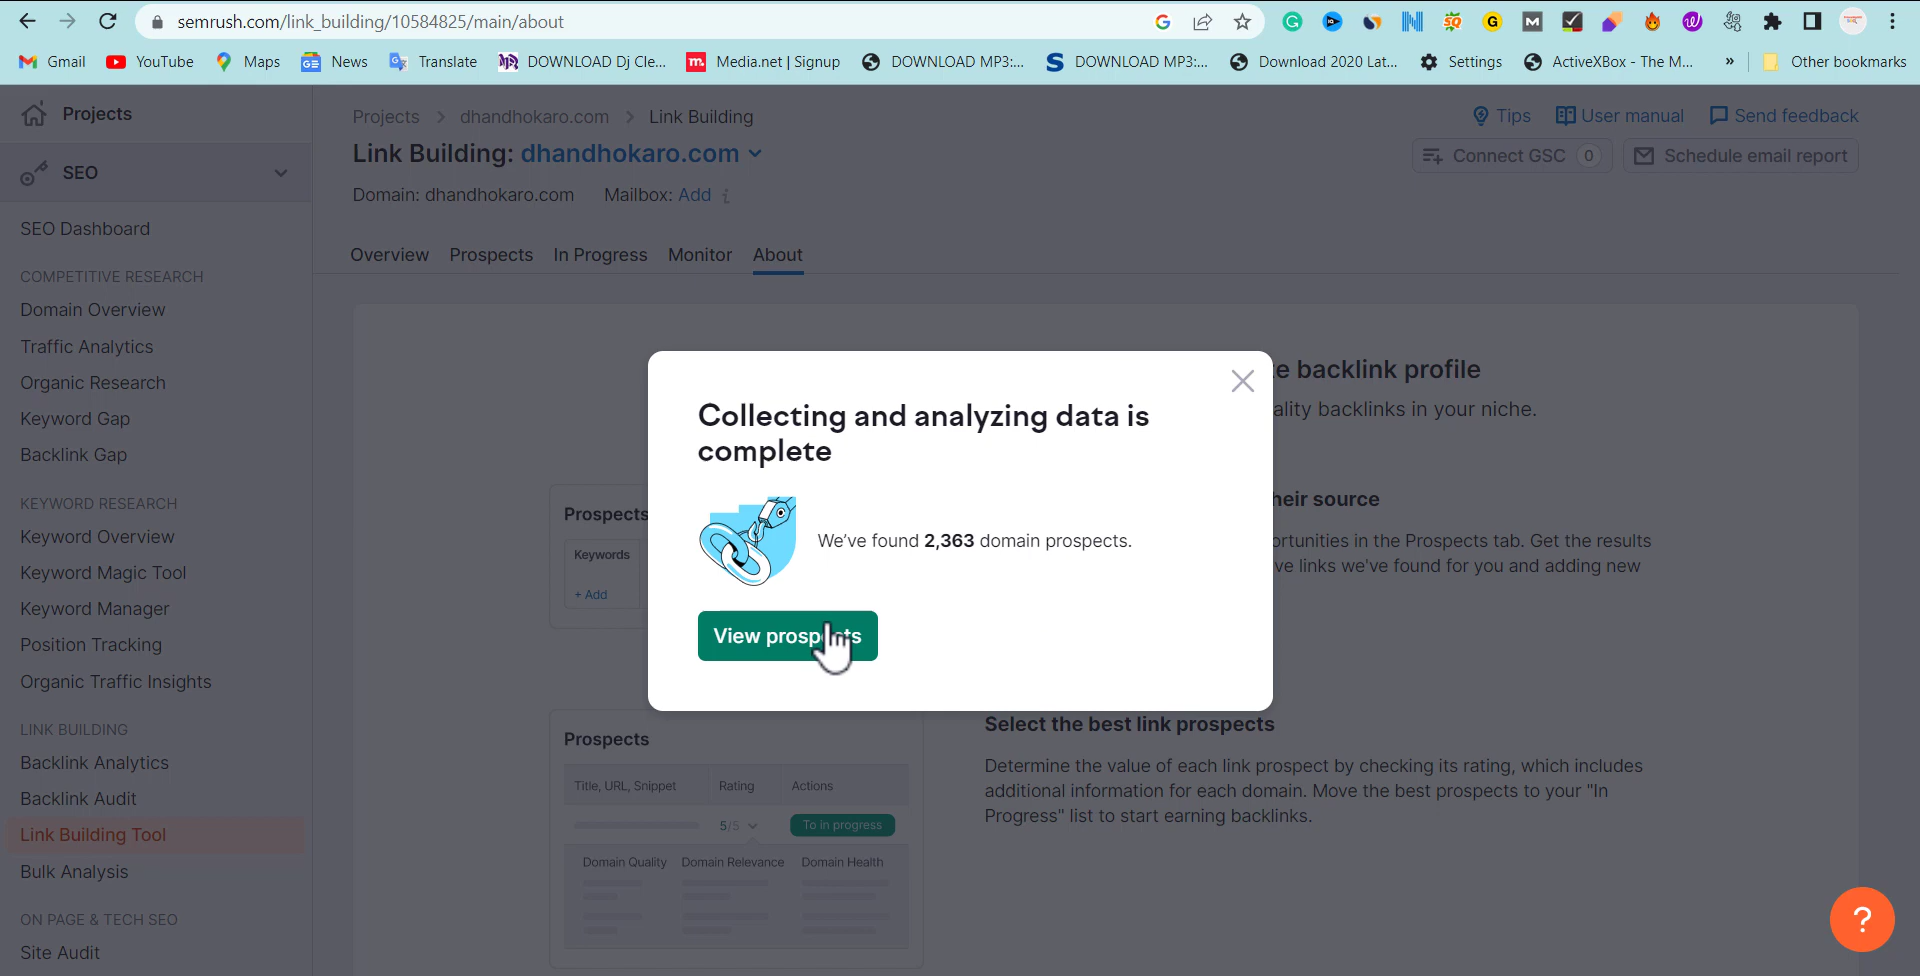 semrush.com/link_building/10584825/main/about
Gmail YouTube Maps News Translate DOWNLOAD Dj Cle... Media.net | Signup DOWNLOAD MP3:... DOWNLOAD MP3:... Download 2020 Lat... Settings ActiveXBox - The M... » Other bookmarks
Projects
SEO
SEO Dashboard
COMPETITIVE RESEARCH
Domain Overview
Traffic Analytics
Organic Research
Keyword Gap
Backlink Gap
KEYWORD RESEARCH
Keyword Overview
Keyword Magic Tool
Keyword Manager
Position Tracking
Organic Traffic Insights
LINK BUILDING
Backlink Analytics
Backlink Audit
Link Building Tool
Bulk Analysis
ON PAGE & TECH SEO
Site Audit
Projects > dhandhokaro.com > Link Building
Tips User manual Send feedback
Link Building: dhandhokaro.com
Connect GSC 0 Schedule email report
Domain: dhandhokaro.com Mailbox: Add i
Overview Prospects In Progress Monitor About
e backlink profile
ality backlinks in your niche.
Collecting and analyzing data is
complete
We've found 2,363 domain prospects.
View prospects
Prospects
Keywords
+ Add
heir source
ortunities in the Prospects tab. Get the results
ve links we've found for you and adding new
Prospects
Title, URL, Snippet Rating Actions
5/5 To in progress
Domain Quality Domain Relevance Domain Health
Select the best link prospects
Determine the value of each link prospect by checking its rating, which includes
additional information for each domain. Move the best prospects to your "In
Progress" list to start earning backlinks.
?